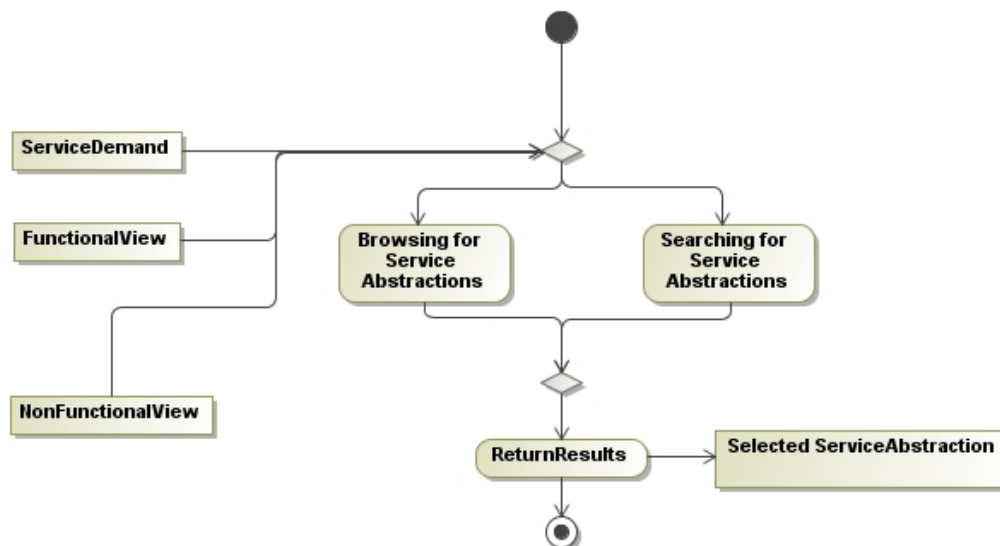 ServiceDemand
FunctionalView
Browsing for
Service
Abstractions
Searching for
Service
Abstractions
NonFunctionalView
ReturnResults
Selected ServiceAbstraction